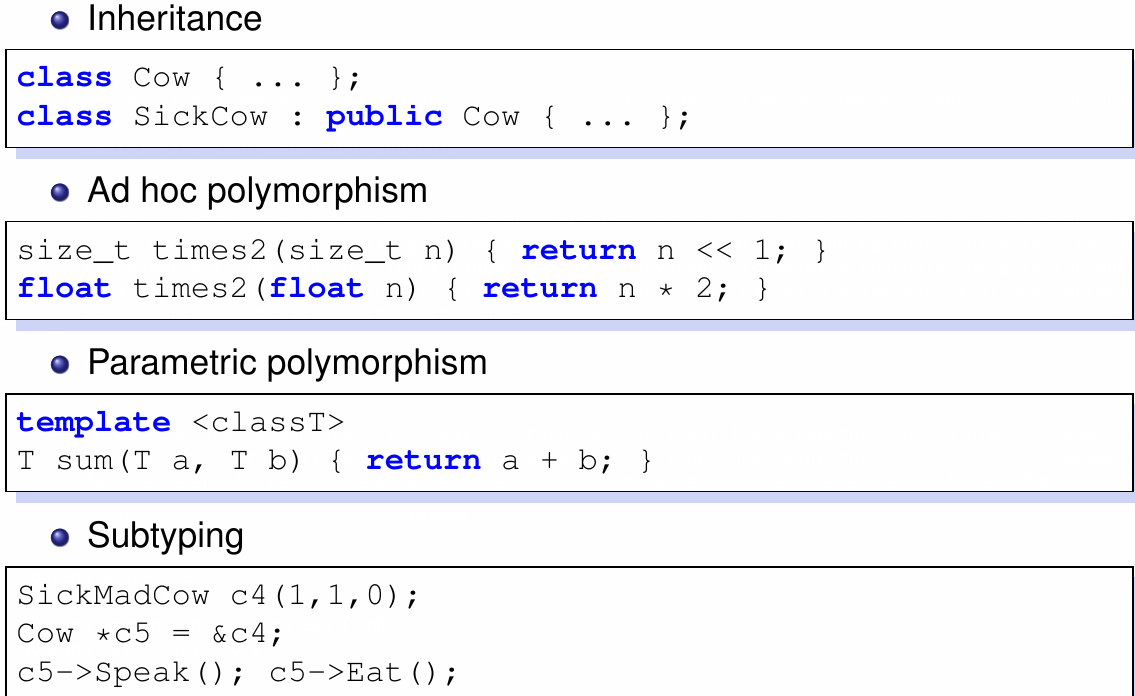 Inheritance
class Cow { ... };
class SickCow : public Cow { ... };
Ad hoc polymorphism
size_t times2(size_t n) { return n << 1; }
float times2(float n) { return n * 2; }
Parametric polymorphism
template <classT>
T sum(T a, T b) { return a + b; }
Subtyping
SickMadCow c4(1,1,0);
Cow *c5 = &c4;
c5->Speak(); c5->Eat();